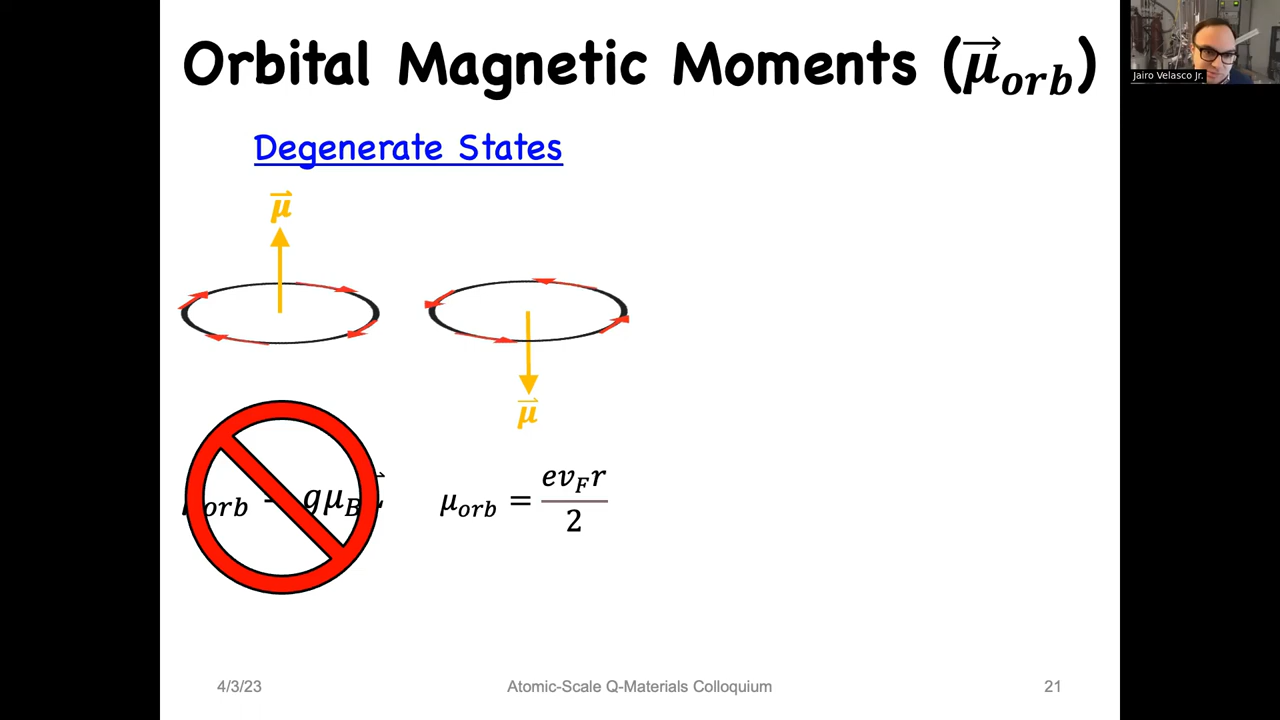 Orbital Magnetic Moments (μ⃗_orb)
Jairo Velasco Jr.
Degenerate States
μ⃗
μ⃗
orb gμ_B
μ_orb = ev_F r / 2
4/3/23
Atomic-Scale Q-Materials Colloquium
21